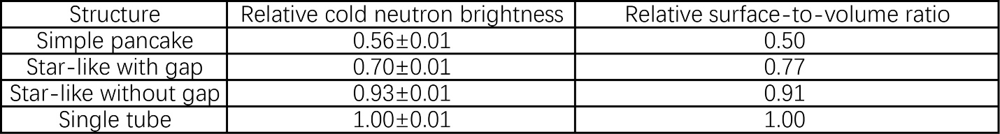 Structure Relative cold neutron brightness Relative surface-to-volume ratio
Simple pancake 0.56±0.01 0.50
Star-like with gap 0.70±0.01 0.77
Star-like without gap 0.93±0.01 0.91
Single tube 1.00±0.01 1.00